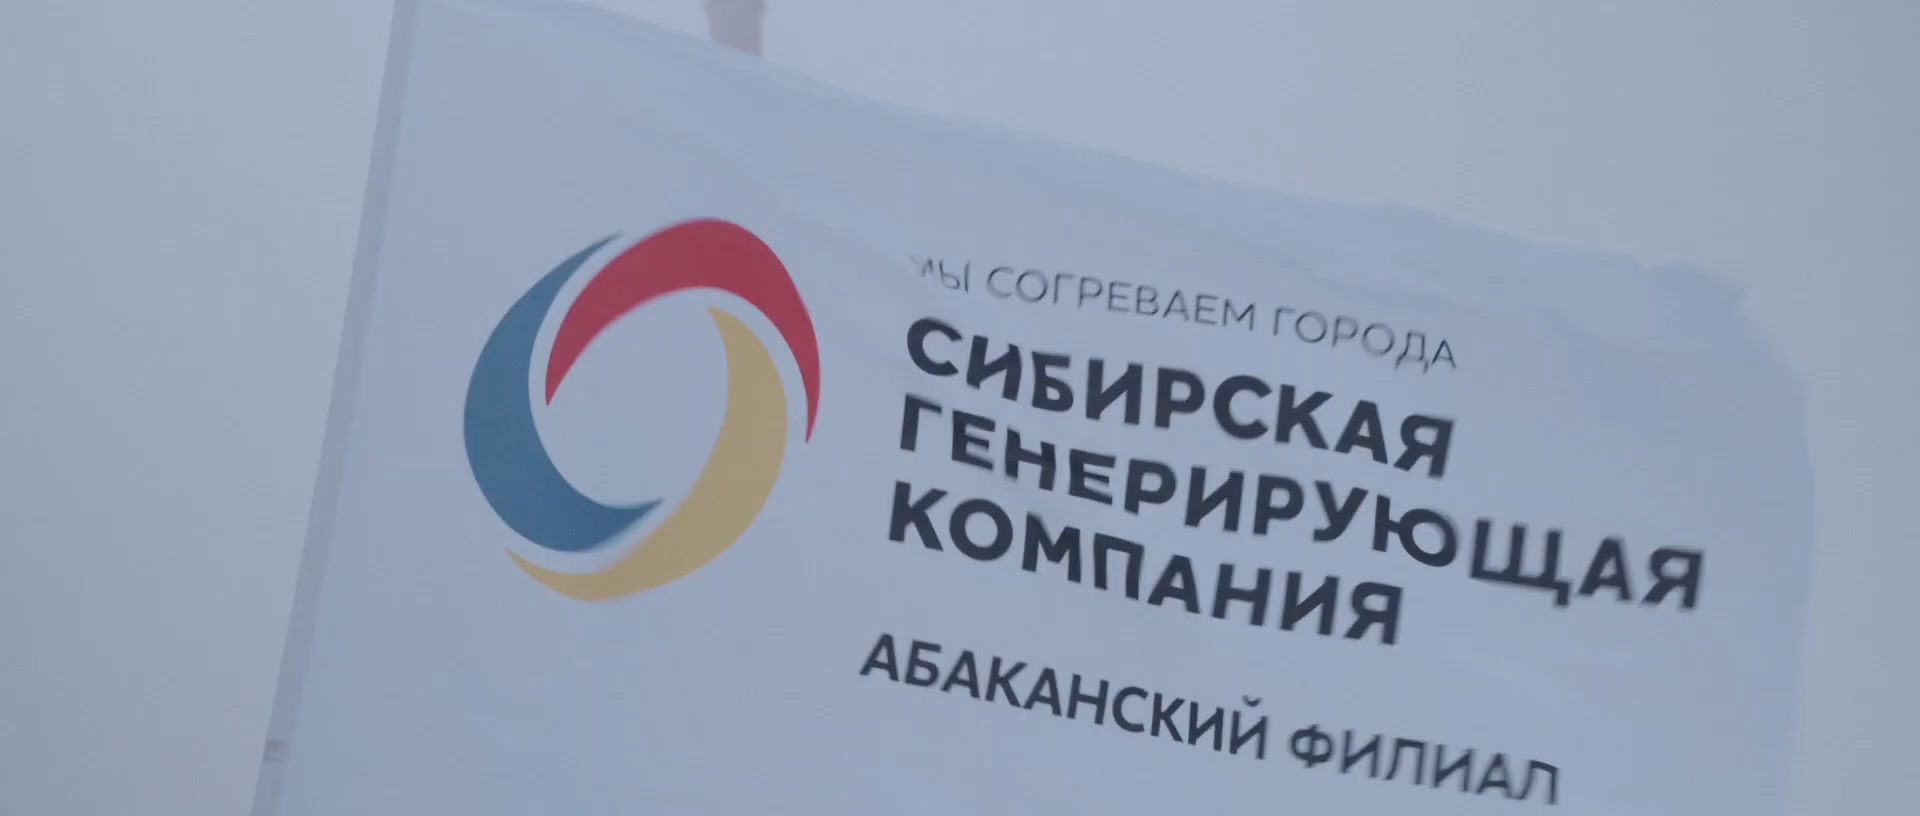 МЫ СОГРЕВАЕМ ГОРОДА
СИБИРСКАЯ
ГЕНЕРИРУЮЩАЯ
КОМПАНИЯ
АБАКАНСКИЙ ФИЛИАЛ